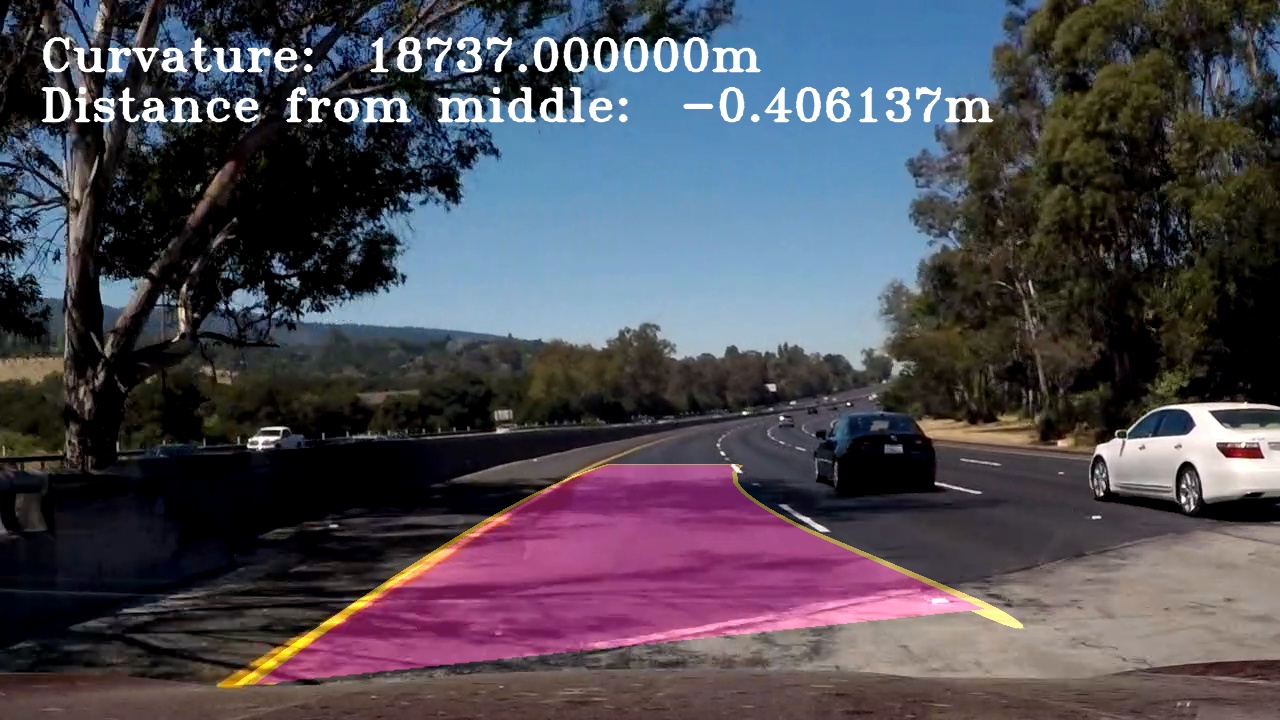 Curvature: 18737.000000m
Distance from middle: −0.406137m